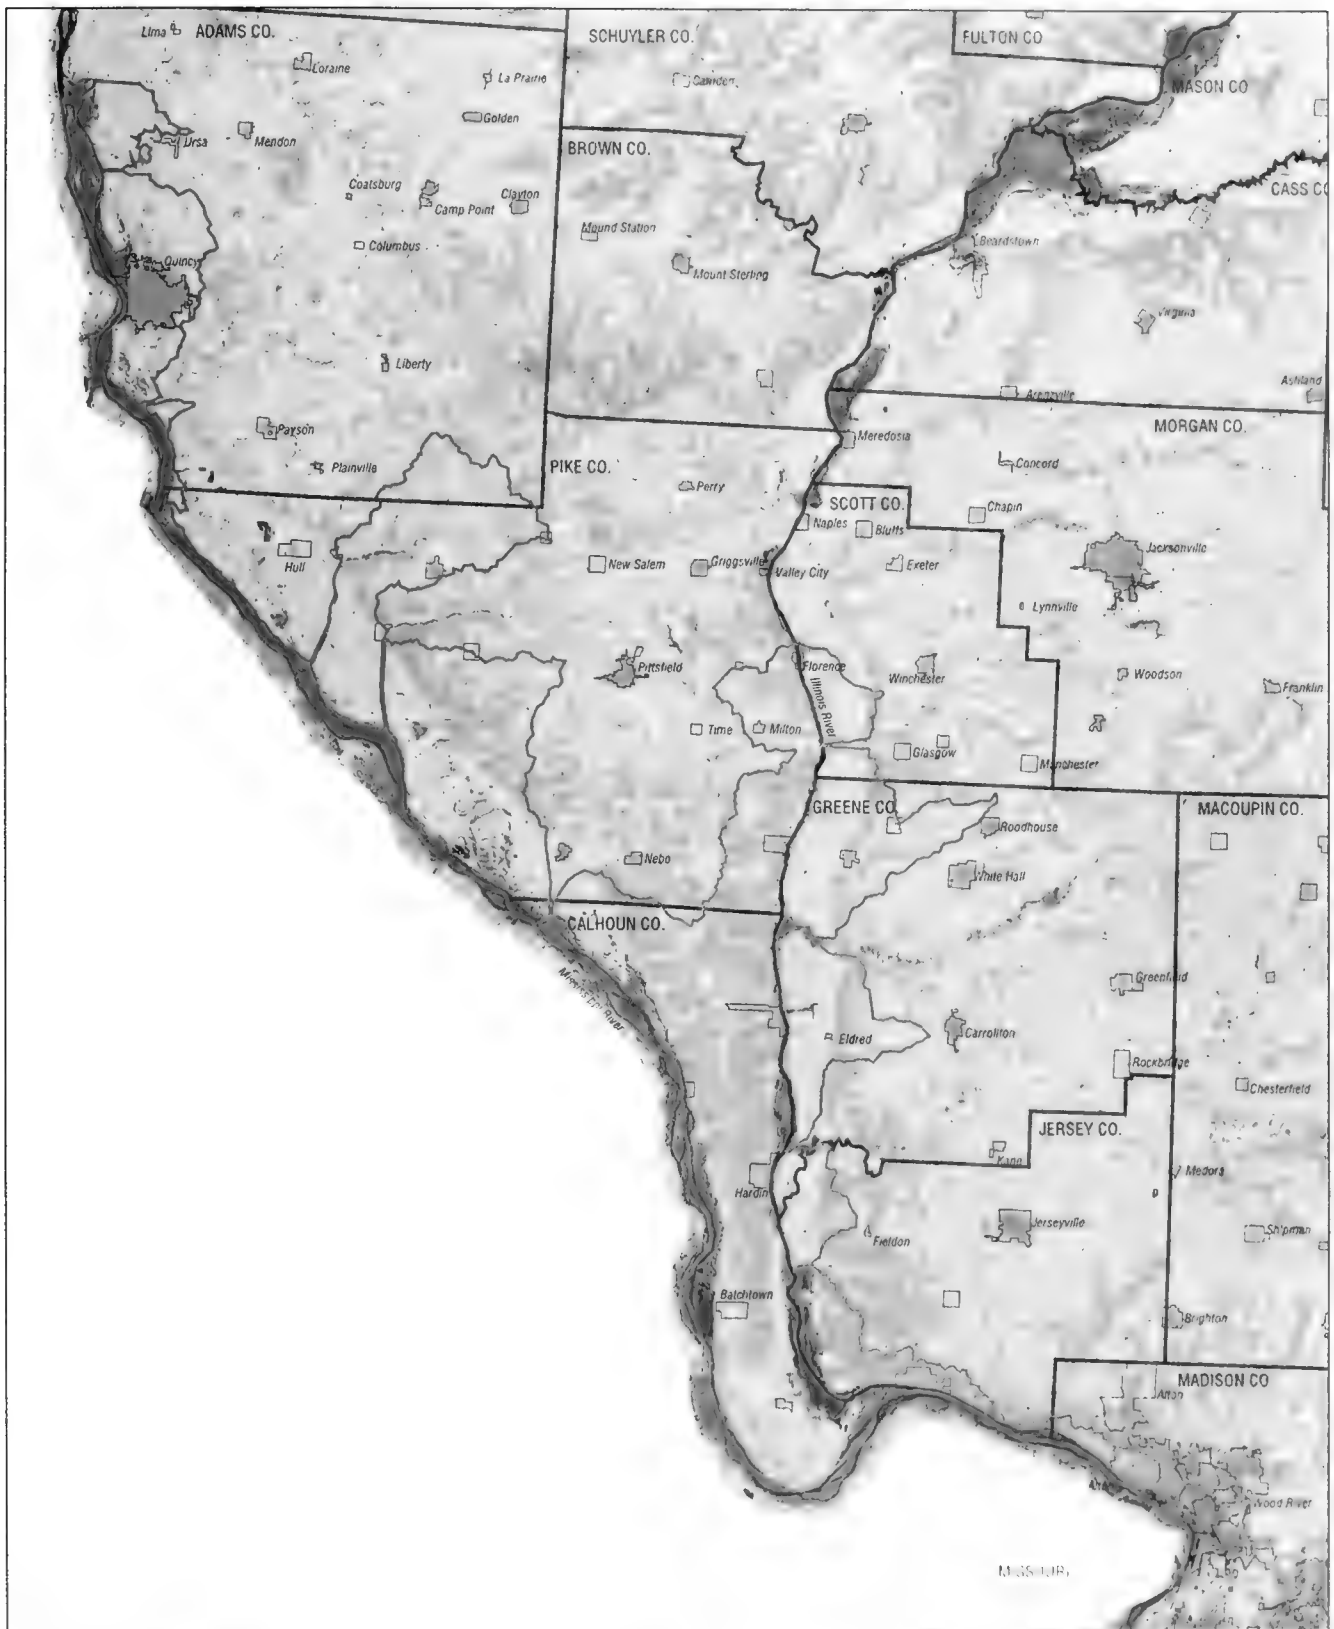 Lima
ADAMS CO.
SCHUYLER CO.
FULTON CO
Loraine
La Prairie
Camden
MASON CO
Golden
Ursa
Mendon
BROWN CO.
Coatsburg
Camp Point
Clayton
CASS CO
Mound Station
Columbus
Beardstown
Quincy
Mount Sterling
Virginia
Liberty
Ashland
Arenzville
Payson
Meredosia
MORGAN CO.
Plainville
PIKE CO.
Concord
Perry
SCOTT CO.
Chapin
Naples
Bluffs
Jacksonville
Hull
New Salem
Griggsville
Valley City
Exeter
Lynnville
Pittsfield
Florence
Winchester
Woodson
Franklin
Illinois River
Time
Milton
Glasgow
Manchester
GREENE CO.
MACOUPIN CO.
Roodhouse
Nebo
White Hall
CALHOUN CO.
Mississippi River
Greenfield
Eldred
Carrollton
Rockbridge
Chesterfield
JERSEY CO.
Kane
Medora
Hardin
Jerseyville
Fieldon
Shipman
Batchtown
Brighton
MADISON CO
Alton
Wood River
MISSOURI